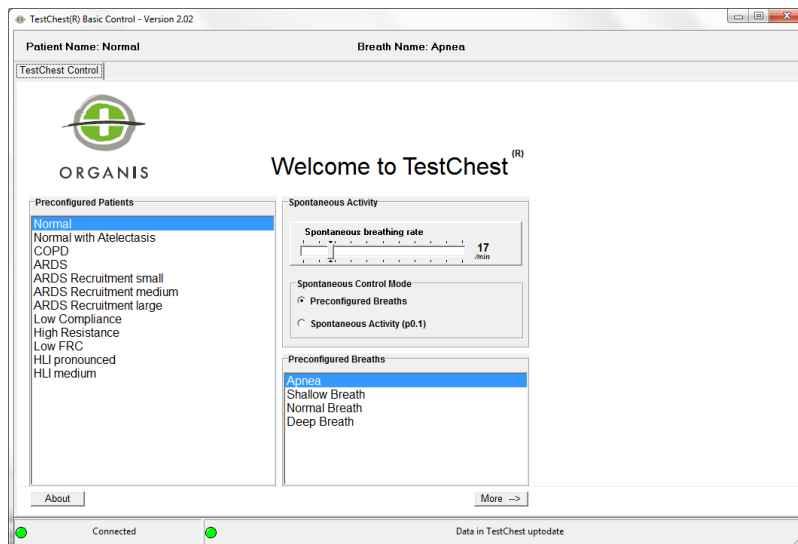 TestChest(R) Basic Control - Version 2.02
Patient Name: Normal
Breath Name: Apnea
TestChest Control
ORGANIS
Welcome to TestChest (R)
Preconfigured Patients
Normal
Normal with Atelectasis
COPD
ARDS
ARDS Recruitment small
ARDS Recruitment medium
ARDS Recruitment large
Low Compliance
High Resistance
Low FRC
HLI pronounced
HLI medium
Spontaneous Activity
Spontaneous breathing rate
17
/min
Spontaneous Control Mode
Preconfigured Breaths
Spontaneous Activity (p0.1)
Preconfigured Breaths
Apnea
Shallow Breath
Normal Breath
Deep Breath
About
More -->
Connected
Data in TestChest uptodate